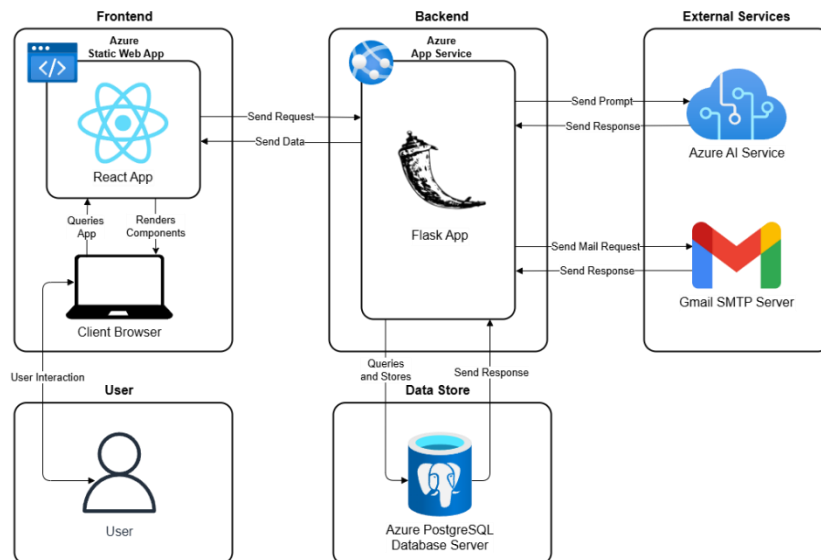 Frontend
Backend
External Services
Azure
Static Web App
Azure
App Service
React App
Send Request
Send Data
Flask App
Send Prompt
Send Response
Azure AI Service
Queries
App
Renders
Components
Send Mail Request
Send Response
Gmail SMTP Server
Client Browser
User Interaction
Queries
and Stores
Send Response
User
Data Store
User
Azure PostgreSQL
Database Server